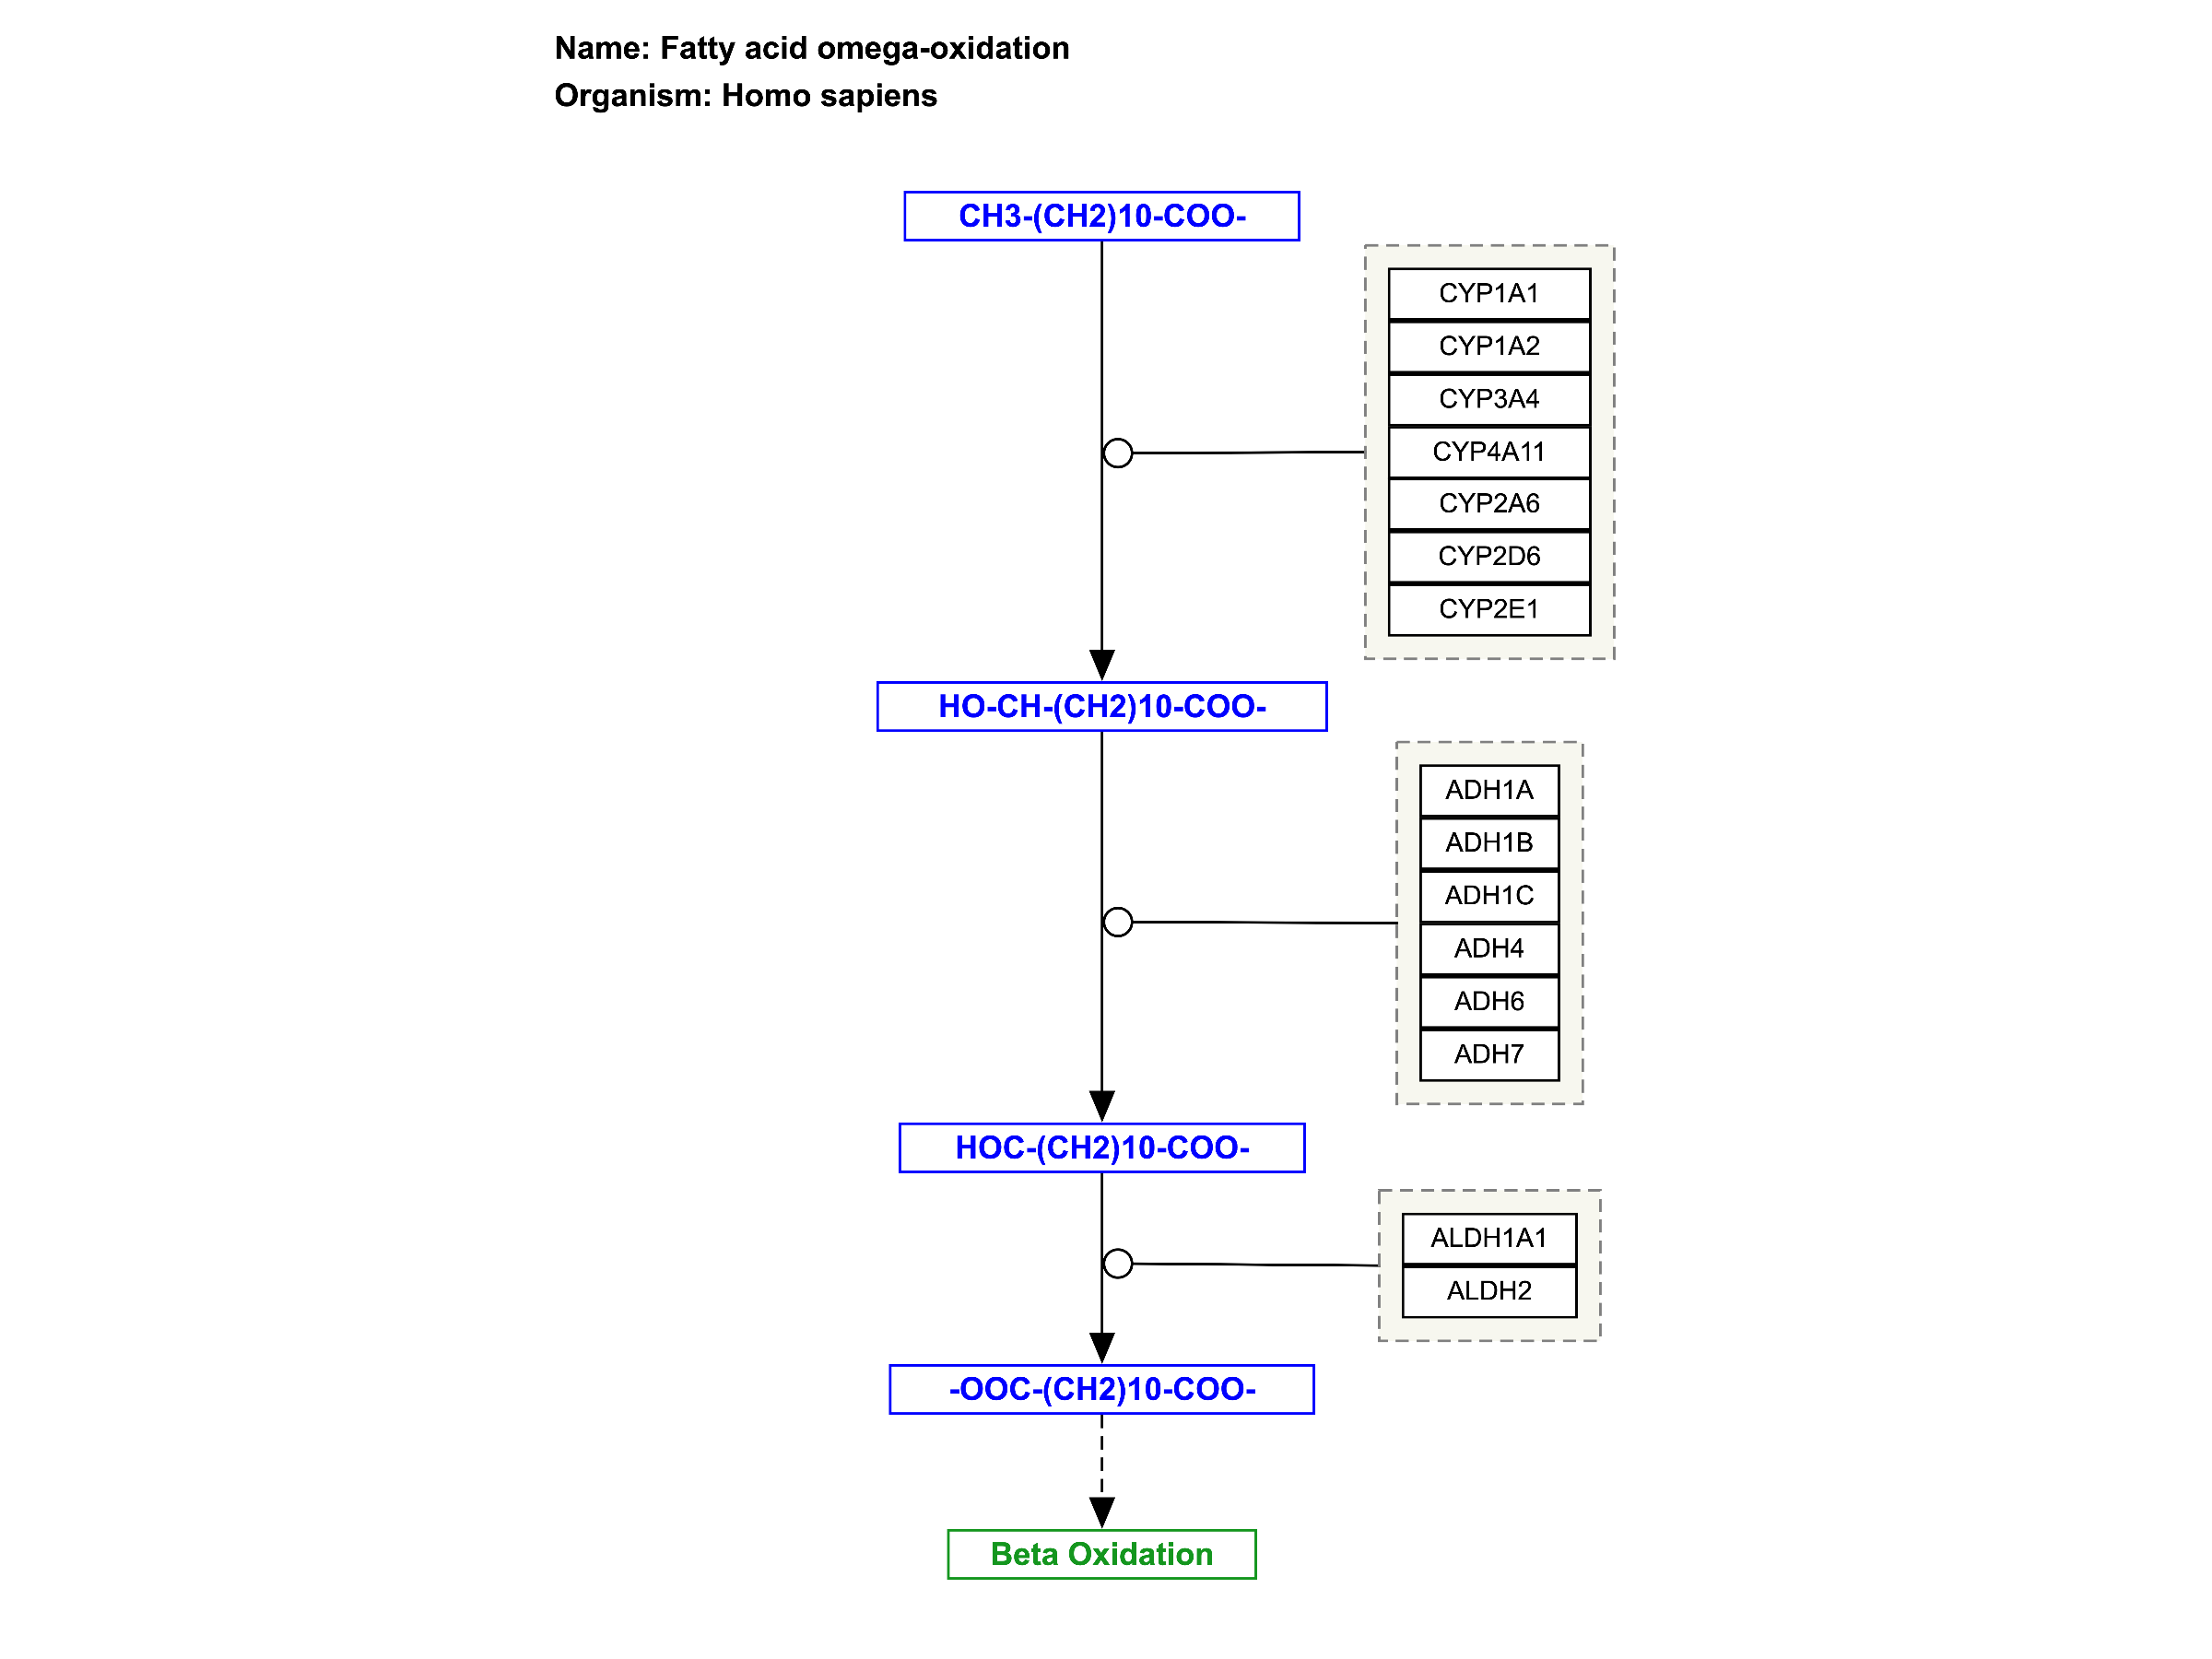 Name: Fatty acid omega-oxidation
Organism: Homo sapiens
CH3-(CH2)10-COO-
CYP1A1
CYP1A2
CYP3A4
CYP4A11
CYP2A6
CYP2D6
CYP2E1
HO-CH-(CH2)10-COO-
ADH1A
ADH1B
ADH1C
ADH4
ADH6
ADH7
HOC-(CH2)10-COO-
ALDH1A1
ALDH2
-OOC-(CH2)10-COO-
Beta Oxidation